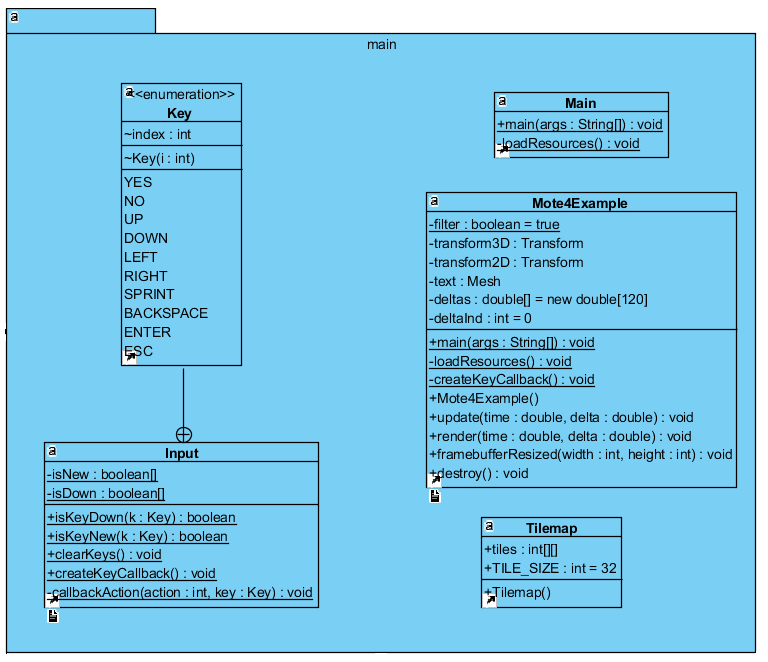 main
<<enumeration>>
Key
~index : int
~Key(i : int)
YES
NO
UP
DOWN
LEFT
RIGHT
SPRINT
BACKSPACE
ENTER
ESC
Input
-isNew : boolean[]
-isDown : boolean[]
+isKeyDown(k : Key) : boolean
+isKeyNew(k : Key) : boolean
+clearKeys() : void
+createKeyCallback() : void
-callbackAction(action : int, key : Key) : void
Main
+main(args : String[]) : void
-loadResources() : void
Mote4Example
-filter : boolean = true
-transform3D : Transform
-transform2D : Transform
-text : Mesh
-deltas : double[] = new double[120]
-deltaInd : int = 0
+main(args : String[]) : void
-loadResources() : void
-createKeyCallback() : void
+Mote4Example()
+update(time : double, delta : double) : void
+render(time : double, delta : double) : void
+framebufferResized(width : int, height : int) : void
+destroy() : void
Tilemap
+tiles : int[][]
+TILE_SIZE : int = 32
+Tilemap()